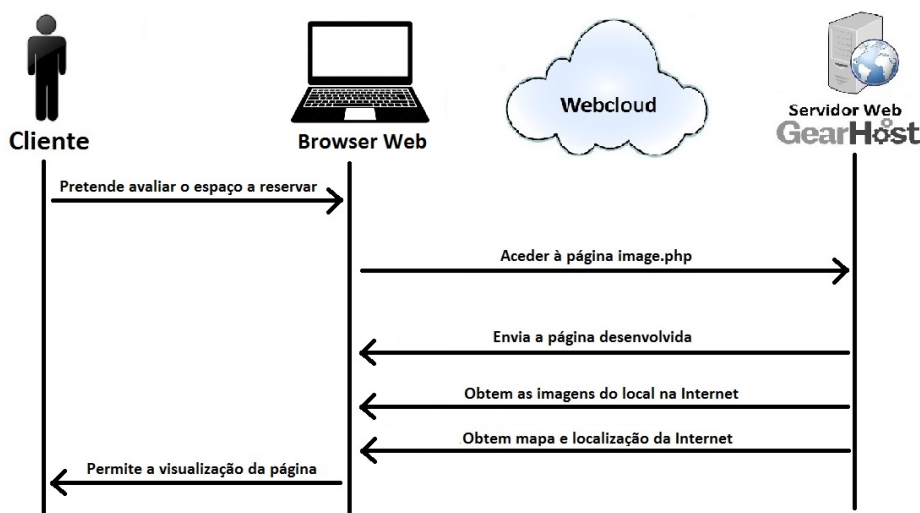 Webcloud
Servidor Web
GearHost
Cliente
Browser Web
Pretende avaliar o espaço a reservar
Aceder à página image.php
Envia a página desenvolvida
Obtem as imagens do local na Internet
Obtem mapa e localização da Internet
Permite a visualização da página